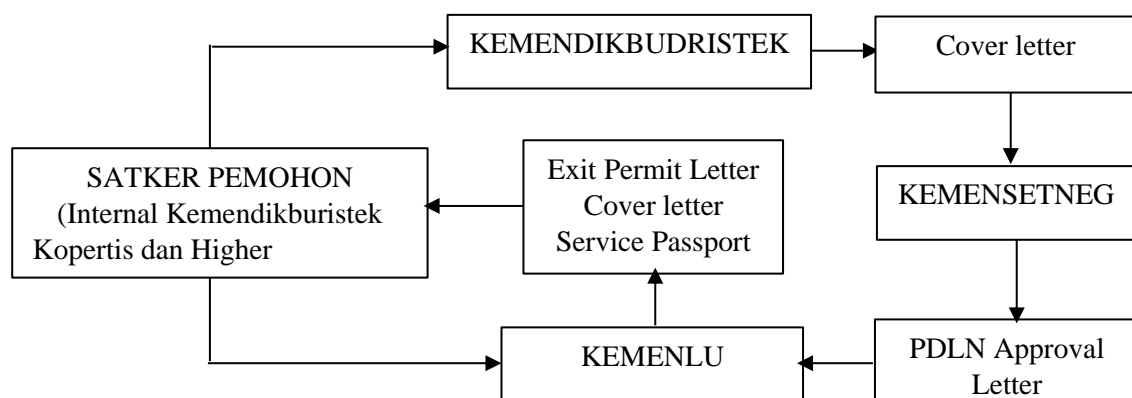 KEMENDIKBUDRISTEK
Cover letter
SATKER PEMOHON
(Internal Kemendikburistek
Kopertis dan Higher
Exit Permit Letter
Cover letter
Service Passport
KEMENSETNEG
KEMENLU
PDLN Approval
Letter